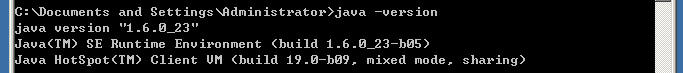 C:\Documents and Settings\Administrator>java -version
java version "1.6.0_23"
Java(TM) SE Runtime Environment (build 1.6.0_23-b05)
Java HotSpot(TM) Client VM (build 19.0-b09, mixed mode, sharing)